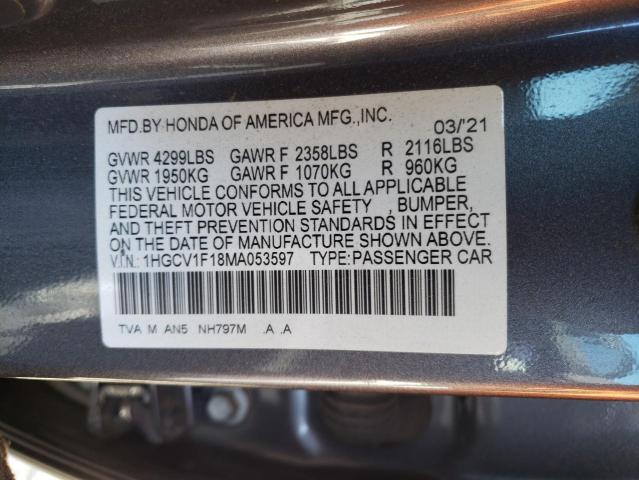 MFD.BY HONDA OF AMERICA MFG.,INC. 03/'21
GVWR 4299LBS GAWR F 2358LBS R 2116LBS
GVWR 1950KG GAWR F 1070KG R 960KG
THIS VEHICLE CONFORMS TO ALL APPLICABLE
FEDERAL MOTOR VEHICLE SAFETY , BUMPER,
AND THEFT PREVENTION STANDARDS IN EFFECT
ON THE DATE OF MANUFACTURE SHOWN ABOVE.
V.I.N.: 1HGCV1F18MA053597 TYPE:PASSENGER CAR
TVA M AN5 NH797M .A .A